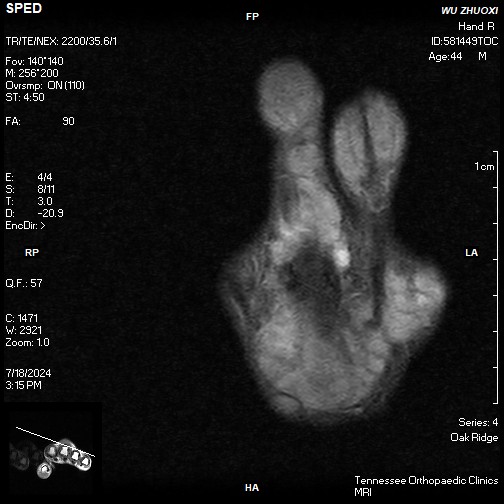 SPED
FP
WU ZHUOXI
Hand R
TR/TE/NEX: 2200/35.6/1
ID:581449TOC
Age:44 M
Fov: 140*140
M: 256*200
Ovrsmp: ON (110)
ST: 4:50
FA: 90
1cm
E: 4/4
S: 8/11
T: 3.0
D: -20.9
EncDir: >
RP
LA
Q.F.: 57
C: 1471
W: 2921
Zoom: 1.0
7/18/2024
3:15 PM
Series: 4
Oak Ridge
HA
Tennessee Orthopaedic Clinics
MRI